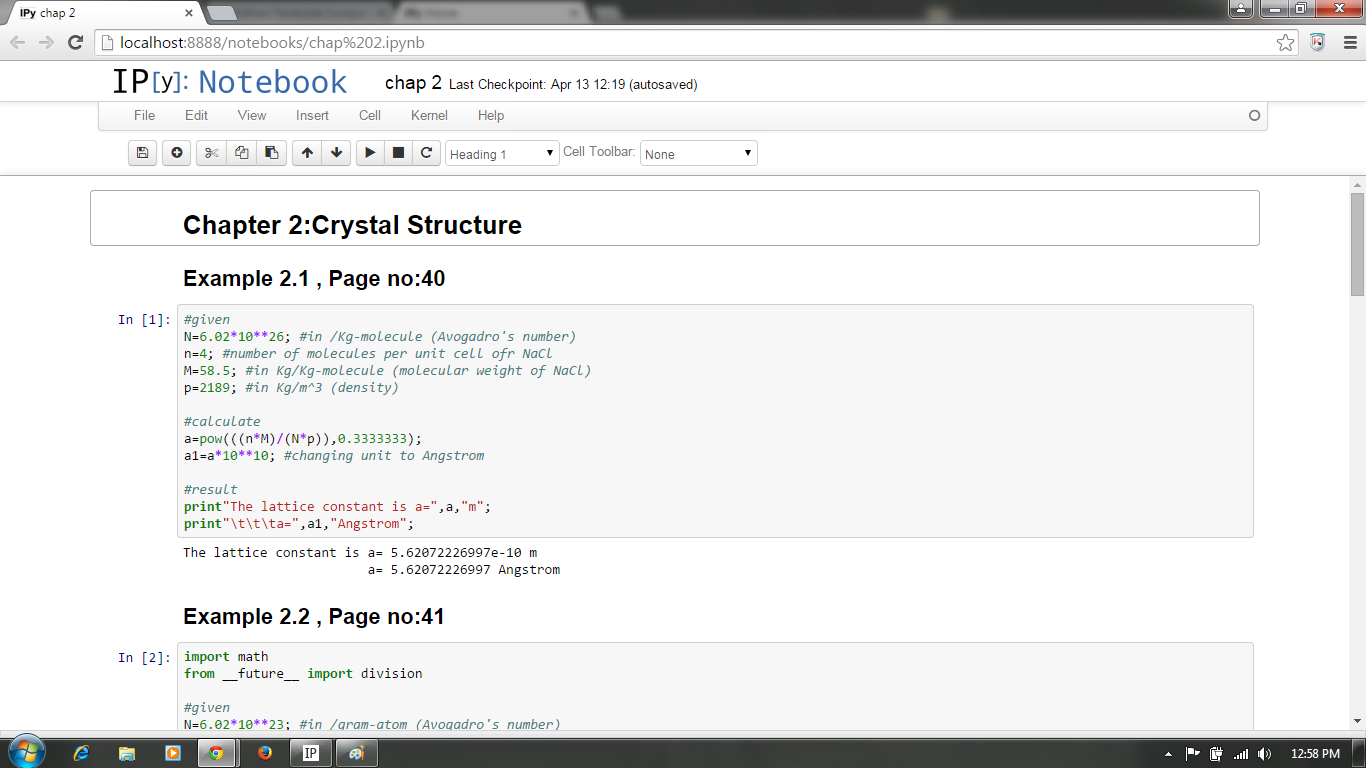 IPy chap 2
localhost:8888/notebooks/chap%202.ipynb
IP[y]: Notebook chap 2 Last Checkpoint: Apr 13 12:19 (autosaved)
File Edit View Insert Cell Kernel Help
Heading 1 Cell Toolbar: None
Chapter 2:Crystal Structure
Example 2.1 , Page no:40
In [1]: #given
N=6.02*10**26; #in /Kg-molecule (Avogadro's number)
n=4; #number of molecules per unit cell ofr NaCl
M=58.5; #in Kg/Kg-molecule (molecular weight of NaCl)
p=2189; #in Kg/m^3 (density)
#calculate
a=pow(((n*M)/(N*p)),0.3333333);
a1=a*10**10; #changing unit to Angstrom
#result
print"The lattice constant is a=",a,"m";
print"\t\t\ta=",a1,"Angstrom";
The lattice constant is a= 5.62072226997e-10 m
a= 5.62072226997 Angstrom
Example 2.2 , Page no:41
In [2]: import math
from __future__ import division
#given
N=6.02*10**23; #in /gram-atom (Avogadro's number)
IP
12:58 PM